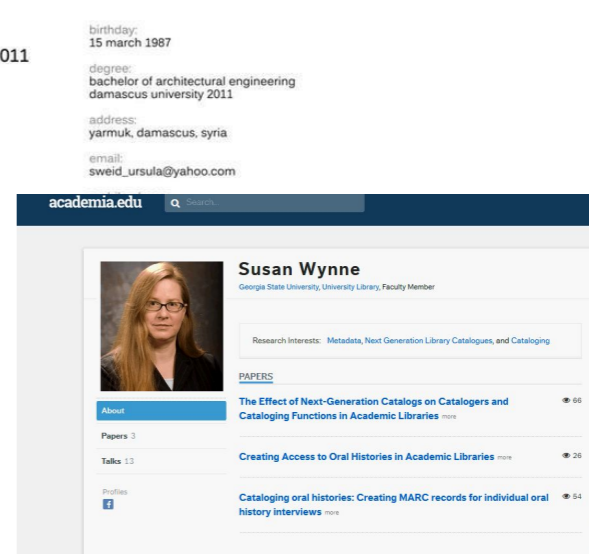 011
birthday:
15 march 1987
degree:
bachelor of architectural engineering
damascus university 2011
address:
yarmuk, damascus, syria
email:
sweid_ursula@yahoo.com
academia.edu
Search...
Susan Wynne
Georgia State University, University Library, Faculty Member
Research Interests: Metadata, Next Generation Library Catalogues, and Cataloging
PAPERS
The Effect of Next-Generation Catalogs on Catalogers and
Cataloging Functions in Academic Libraries more
66
Creating Access to Oral Histories in Academic Libraries more
26
Cataloging oral histories: Creating MARC records for individual oral
history interviews more
54
About
Papers 3
Talks 13
Profiles